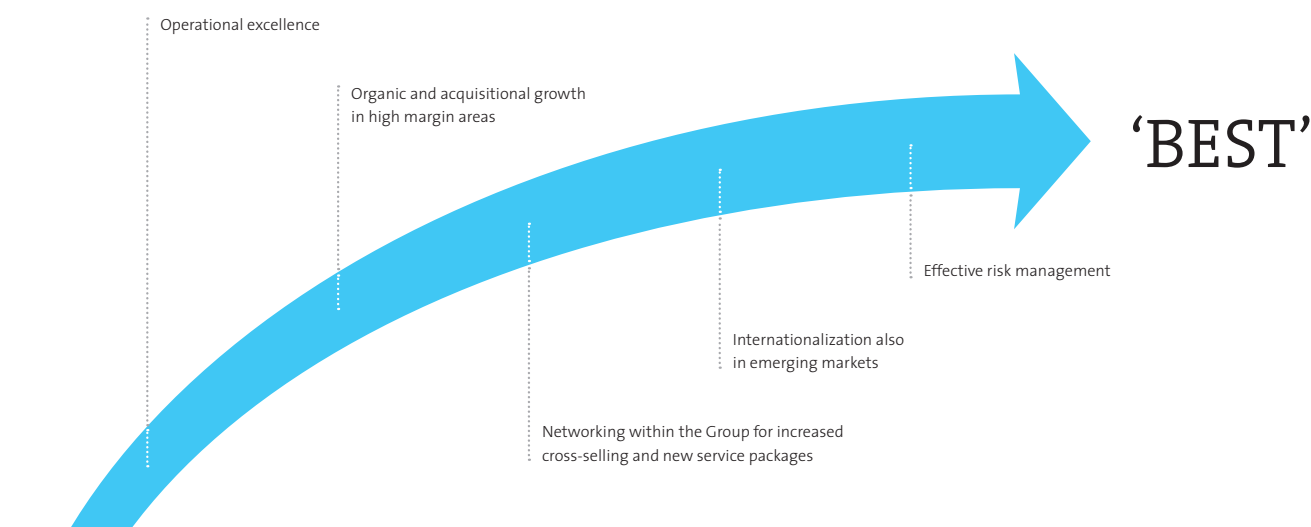 Operational excellence
Organic and acquisitional growth
in high margin areas
‘BEST’
Effective risk management
Internationalization also
in emerging markets
Networking within the Group for increased
cross-selling and new service packages